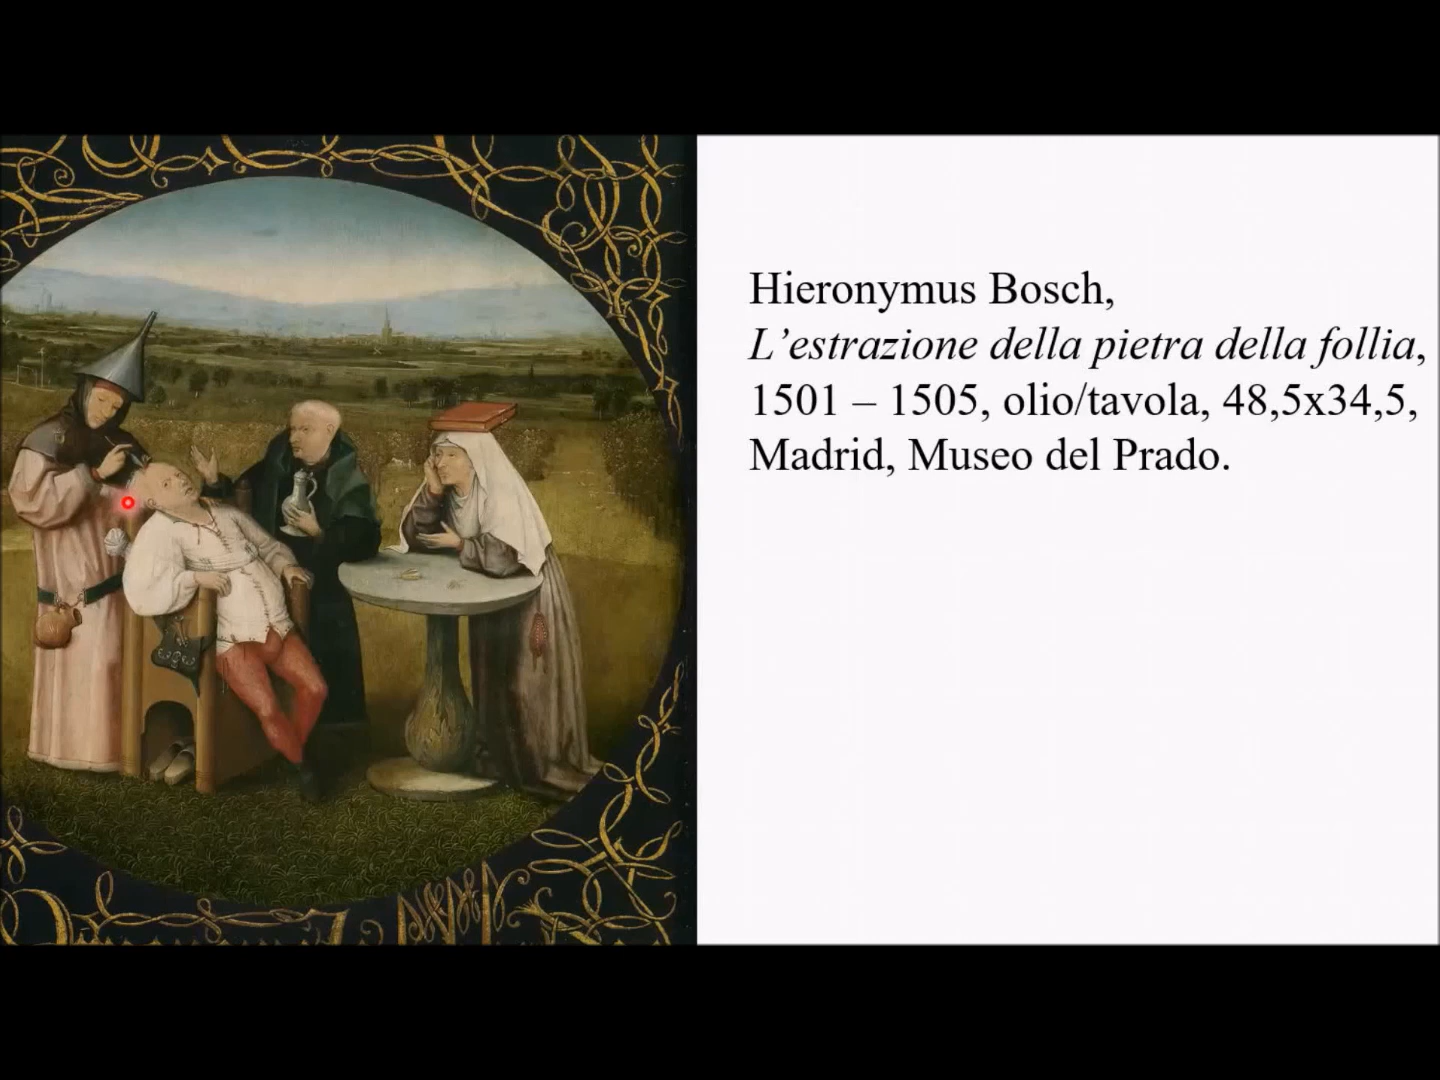 Hieronymus Bosch,
L’estrazione della pietra della follia,
1501 – 1505, olio/tavola, 48,5x34,5,
Madrid, Museo del Prado.